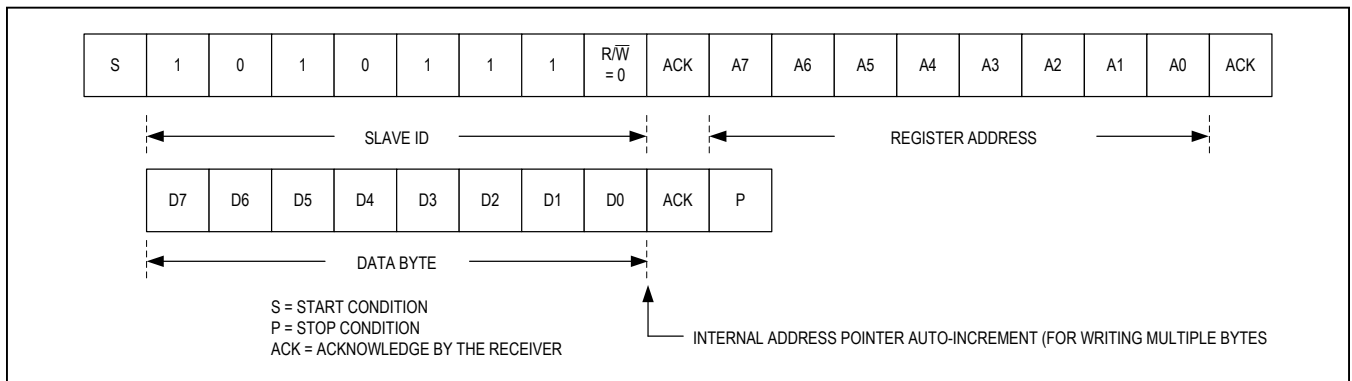 S 1 0 1 0 1 1 1 R/W̅ = 0 ACK A7 A6 A5 A4 A3 A2 A1 A0 ACK
SLAVE ID REGISTER ADDRESS
D7 D6 D5 D4 D3 D2 D1 D0 ACK P
DATA BYTE
S = START CONDITION
P = STOP CONDITION
ACK = ACKNOWLEDGE BY THE RECEIVER
INTERNAL ADDRESS POINTER AUTO-INCREMENT (FOR WRITING MULTIPLE BYTES